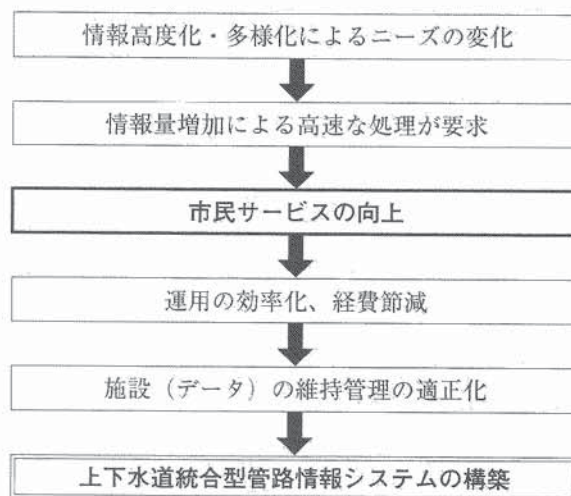 情報高度化・多様化によるニーズの変化
情報量増加による高速な処理が要求
市民サービスの向上
運用の効率化、経費節減
施設（データ）の維持管理の適正化
上下水道統合型管路情報システムの構築